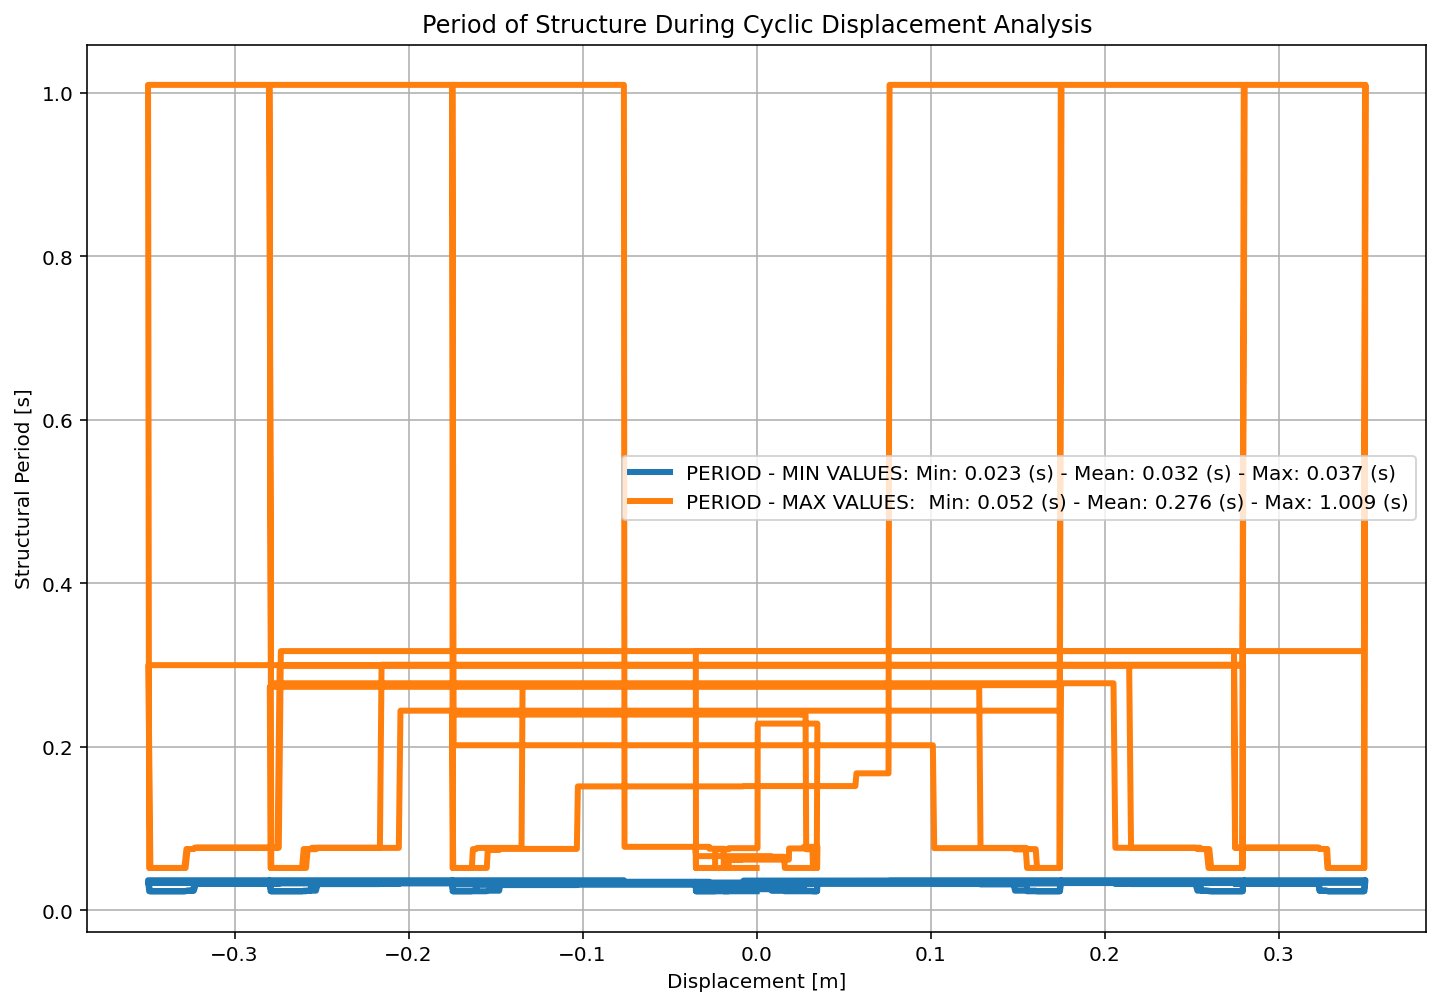 Period of Structure During Cyclic Displacement Analysis
Structural Period [s]
1.0
0.8
0.6
0.4
0.2
0.0
PERIOD - MIN VALUES: Min: 0.023 (s) - Mean: 0.032 (s) - Max: 0.037 (s)
PERIOD - MAX VALUES:  Min: 0.052 (s) - Mean: 0.276 (s) - Max: 1.009 (s)
−0.3 −0.2 −0.1 0.0 0.1 0.2 0.3
Displacement [m]